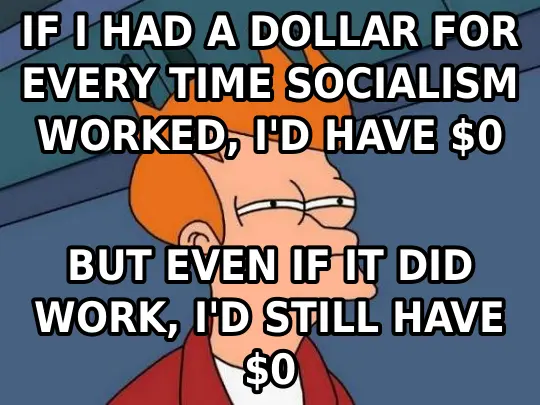 IF I HAD A DOLLAR FOR
EVERY TIME SOCIALISM
WORKED, I'D HAVE $0
BUT EVEN IF IT DID
WORK, I'D STILL HAVE
$0